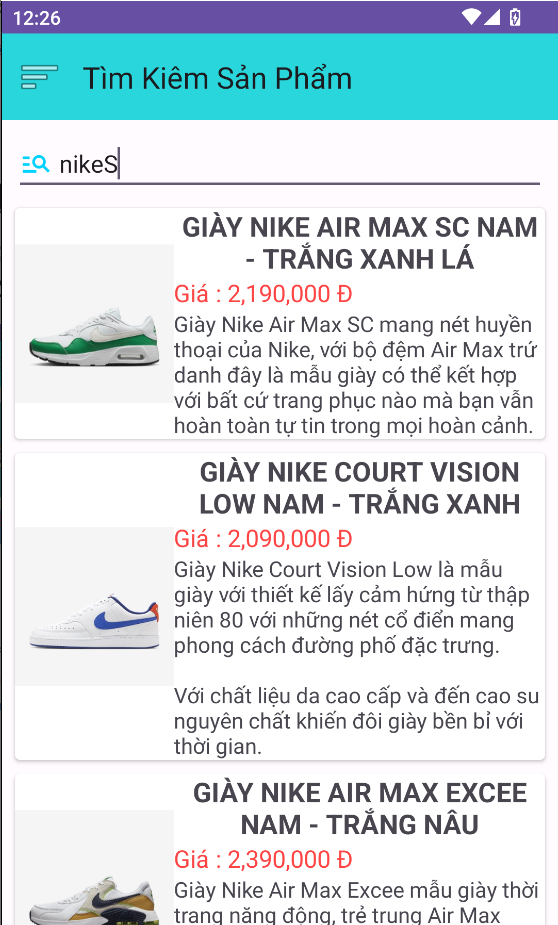 12:26
Tìm Kiêm Sản Phẩm
nikeS
GIÀY NIKE AIR MAX SC NAM
- TRẮNG XANH LÁ
Giá : 2,190,000 Đ
Giày Nike Air Max SC mang nét huyền
thoại của Nike, với bộ đệm Air Max trứ
danh đây là mẫu giày có thể kết hợp
với bất cứ trang phục nào mà bạn vẫn
hoàn toàn tự tin trong mọi hoàn cảnh.
GIÀY NIKE COURT VISION
LOW NAM - TRẮNG XANH
Giá : 2,090,000 Đ
Giày Nike Court Vision Low là mẫu
giày với thiết kế lấy cảm hứng từ thập
niên 80 với những nét cổ điển mang
phong cách đường phố đặc trưng.
Với chất liệu da cao cấp và đến cao su
nguyên chất khiến đôi giày bền bỉ với
thời gian.
GIÀY NIKE AIR MAX EXCEE
NAM - TRẮNG NÂU
Giá : 2,390,000 Đ
Giày Nike Air Max Excee mẫu giày thời
trang năng động, trẻ trung Air Max